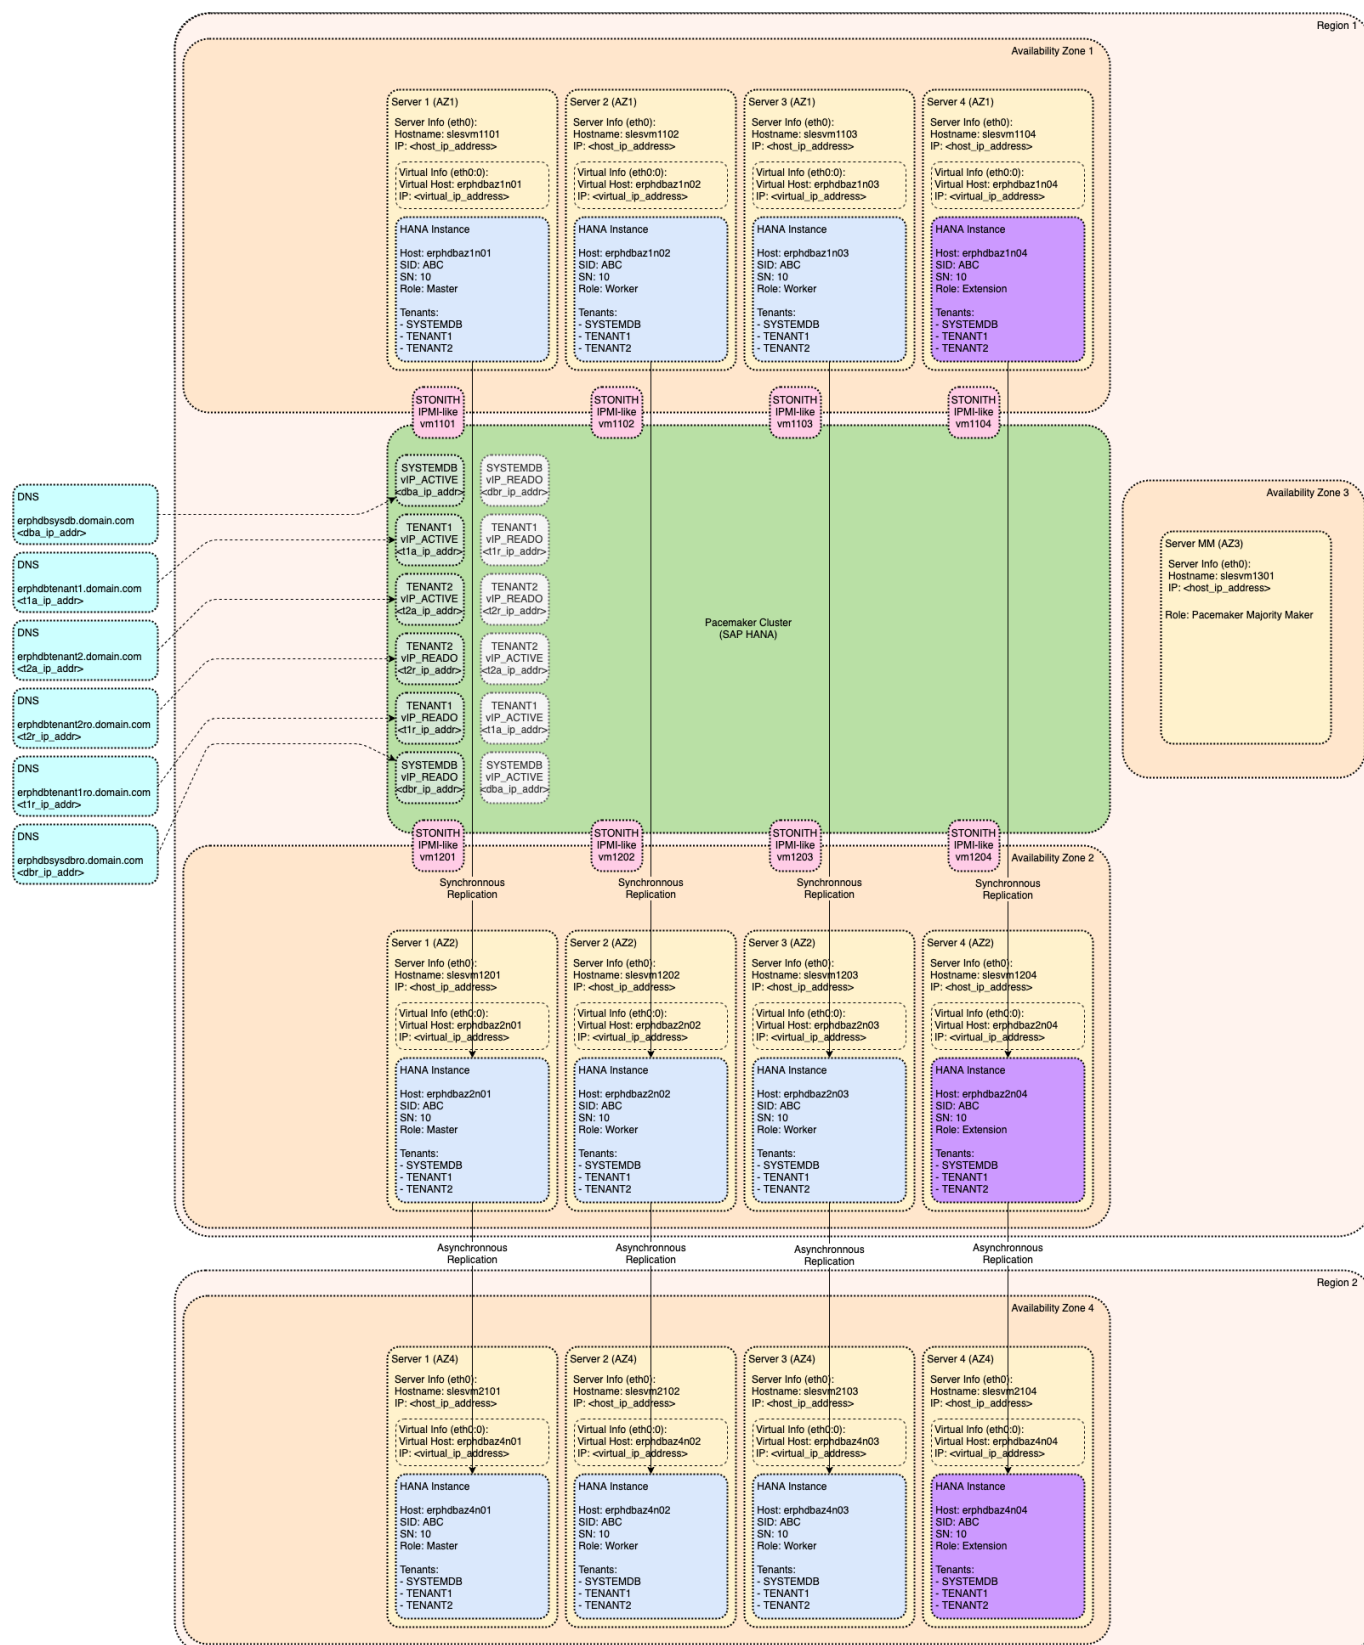 Region 1
Availability Zone 1
Server 1 (AZ1)
Server Info (eth0):
Hostname: slesvm1101
IP: <host_ip_address>
Virtual Info (eth0:0):
Virtual Host: erphdbaz1n01
IP: <virtual_ip_address>
HANA Instance
Host: erphdbaz1n01
SID: ABC
SN: 10
Role: Master
Tenants:
- SYSTEMDB
- TENANT1
- TENANT2
Server 2 (AZ1)
Server Info (eth0):
Hostname: slesvm1102
IP: <host_ip_address>
Virtual Info (eth0:0):
Virtual Host: erphdbaz1n02
IP: <virtual_ip_address>
HANA Instance
Host: erphdbaz1n02
SID: ABC
SN: 10
Role: Worker
Tenants:
- SYSTEMDB
- TENANT1
- TENANT2
Server 3 (AZ1)
Server Info (eth0):
Hostname: slesvm1103
IP: <host_ip_address>
Virtual Info (eth0:0):
Virtual Host: erphdbaz1n03
IP: <virtual_ip_address>
HANA Instance
Host: erphdbaz1n03
SID: ABC
SN: 10
Role: Worker
Tenants:
- SYSTEMDB
- TENANT1
- TENANT2
Server 4 (AZ1)
Server Info (eth0):
Hostname: slesvm1104
IP: <host_ip_address>
Virtual Info (eth0:0):
Virtual Host: erphdbaz1n04
IP: <virtual_ip_address>
HANA Instance
Host: erphdbaz1n04
SID: ABC
SN: 10
Role: Extension
Tenants:
- SYSTEMDB
- TENANT1
- TENANT2
STONITH
IPMI-like
vm1101
STONITH
IPMI-like
vm1102
STONITH
IPMI-like
vm1103
STONITH
IPMI-like
vm1104
DNS
erphdbsysdb.domain.com
<dba_ip_addr>
DNS
erphdbtenant1.domain.com
<t1a_ip_addr>
DNS
erphdbtenant2.domain.com
<t2a_ip_addr>
DNS
erphdbtenant2ro.domain.com
<t2r_ip_addr>
DNS
erphdbtenant1ro.domain.com
<t1r_ip_addr>
DNS
erphdbsysdbro.domain.com
<dbr_ip_addr>
SYSTEMDB
vIP_ACTIVE
<dba_ip_addr>
SYSTEMDB
vIP_READO
<dbr_ip_addr>
TENANT1
vIP_ACTIVE
<t1a_ip_addr>
TENANT1
vIP_READO
<t1r_ip_addr>
TENANT2
vIP_ACTIVE
<t2a_ip_addr>
TENANT2
vIP_READO
<t2r_ip_addr>
TENANT2
vIP_READO
<t2r_ip_addr>
TENANT2
vIP_ACTIVE
<t2a_ip_addr>
TENANT1
vIP_READO
<t1r_ip_addr>
TENANT1
vIP_ACTIVE
<t1a_ip_addr>
SYSTEMDB
vIP_READO
<dbr_ip_addr>
SYSTEMDB
vIP_ACTIVE
<dba_ip_addr>
Pacemaker Cluster
(SAP HANA)
Availability Zone 3
Server MM (AZ3)
Server Info (eth0):
Hostname: slesvm1301
IP: <host_ip_address>
Role: Pacemaker Majority Maker
STONITH
IPMI-like
vm1201
STONITH
IPMI-like
vm1202
STONITH
IPMI-like
vm1203
STONITH
IPMI-like
vm1204
Availability Zone 2
Synchronnous
Replication
Synchronnous
Replication
Synchronnous
Replication
Synchronnous
Replication
Server 1 (AZ2)
Server Info (eth0):
Hostname: slesvm1201
IP: <host_ip_address>
Virtual Info (eth0:0):
Virtual Host: erphdbaz2n01
IP: <virtual_ip_address>
HANA Instance
Host: erphdbaz2n01
SID: ABC
SN: 10
Role: Master
Tenants:
- SYSTEMDB
- TENANT1
- TENANT2
Server 2 (AZ2)
Server Info (eth0):
Hostname: slesvm1202
IP: <host_ip_address>
Virtual Info (eth0:0):
Virtual Host: erphdbaz2n02
IP: <virtual_ip_address>
HANA Instance
Host: erphdbaz2n02
SID: ABC
SN: 10
Role: Worker
Tenants:
- SYSTEMDB
- TENANT1
- TENANT2
Server 3 (AZ2)
Server Info (eth0):
Hostname: slesvm1203
IP: <host_ip_address>
Virtual Info (eth0:0):
Virtual Host: erphdbaz2n03
IP: <virtual_ip_address>
HANA Instance
Host: erphdbaz2n03
SID: ABC
SN: 10
Role: Worker
Tenants:
- SYSTEMDB
- TENANT1
- TENANT2
Server 4 (AZ2)
Server Info (eth0):
Hostname: slesvm1204
IP: <host_ip_address>
Virtual Info (eth0:0):
Virtual Host: erphdbaz2n04
IP: <virtual_ip_address>
HANA Instance
Host: erphdbaz2n04
SID: ABC
SN: 10
Role: Extension
Tenants:
- SYSTEMDB
- TENANT1
- TENANT2
Asynchronnous
Replication
Asynchronnous
Replication
Asynchronnous
Replication
Asynchronnous
Replication
Region 2
Availability Zone 4
Server 1 (AZ4)
Server Info (eth0):
Hostname: slesvm2101
IP: <host_ip_address>
Virtual Info (eth0:0):
Virtual Host: erphdbaz4n01
IP: <virtual_ip_address>
HANA Instance
Host: erphdbaz4n01
SID: ABC
SN: 10
Role: Master
Tenants:
- SYSTEMDB
- TENANT1
- TENANT2
Server 2 (AZ4)
Server Info (eth0):
Hostname: slesvm2102
IP: <host_ip_address>
Virtual Info (eth0:0):
Virtual Host: erphdbaz4n02
IP: <virtual_ip_address>
HANA Instance
Host: erphdbaz4n02
SID: ABC
SN: 10
Role: Worker
Tenants:
- SYSTEMDB
- TENANT1
- TENANT2
Server 3 (AZ4)
Server Info (eth0):
Hostname: slesvm2103
IP: <host_ip_address>
Virtual Info (eth0:0):
Virtual Host: erphdbaz4n03
IP: <virtual_ip_address>
HANA Instance
Host: erphdbaz4n03
SID: ABC
SN: 10
Role: Worker
Tenants:
- SYSTEMDB
- TENANT1
- TENANT2
Server 4 (AZ4)
Server Info (eth0):
Hostname: slesvm2104
IP: <host_ip_address>
Virtual Info (eth0:0):
Virtual Host: erphdbaz4n04
IP: <virtual_ip_address>
HANA Instance
Host: erphdbaz4n04
SID: ABC
SN: 10
Role: Extension
Tenants:
- SYSTEMDB
- TENANT1
- TENANT2